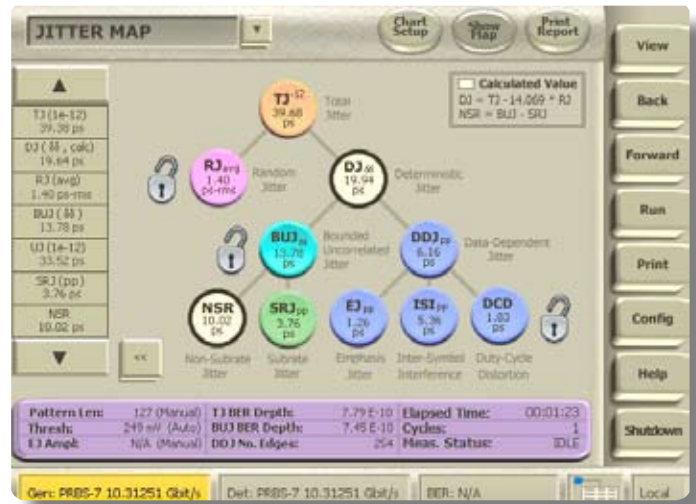 JITTER MAP
Chart Setup
Show Map
Print Report
View
Back
Forward
Run
Print
Config
Help
Shutdown
TJ (1e-12)
39.38 ps
DJ ( δδ , calc)
19.64 ps
RJ (avg)
1.40 ps-rms
BUJ ( δδ )
13.78 ps
UJ (1e-12)
33.52 ps
SRJ (pp)
3.76 ps
NSR
10.02 ps
<<
Calculated Value
DJ = TJ - 14.069 * RJ
NSR = BUJ - SRJ
TJ -12
39.68
ps
Total
Jitter
RJ avg
1.40
ps-rms
Random
Jitter
DJ δδ
19.94
ps
Deterministic
Jitter
BUJ δδ
13.78
ps
Bounded
Uncorrelated
Jitter
DDJ pp
6.16
ps
Data-Dependent
Jitter
NSR
10.02
ps
SRJ pp
3.76
ps
EJ pp
1.26
ps
ISI pp
5.36
ps
DCD
1.03
ps
Non-Subrate
Jitter
Subrate
Jitter
Emphasis
Jitter
Inter-Symbol
Interference
Duty-Cycle
Distortion
Pattern Len: 127 (Manual) TJ BER Depth: 7.79 E-10 Elapsed Time: 00:01:23
Thresh: 249 mV (Auto) BUJ BER Depth: 7.45 E-10 Cycles: 1
EJ Ampl: N/A (Manual) DDJ No. Edges: 254 Meas. Status: IDLE
Gen: PRBS-7 10.31251 Gbit/s
Det: PRBS-7 10.31251 Gbit/s
BER: N/A
Local